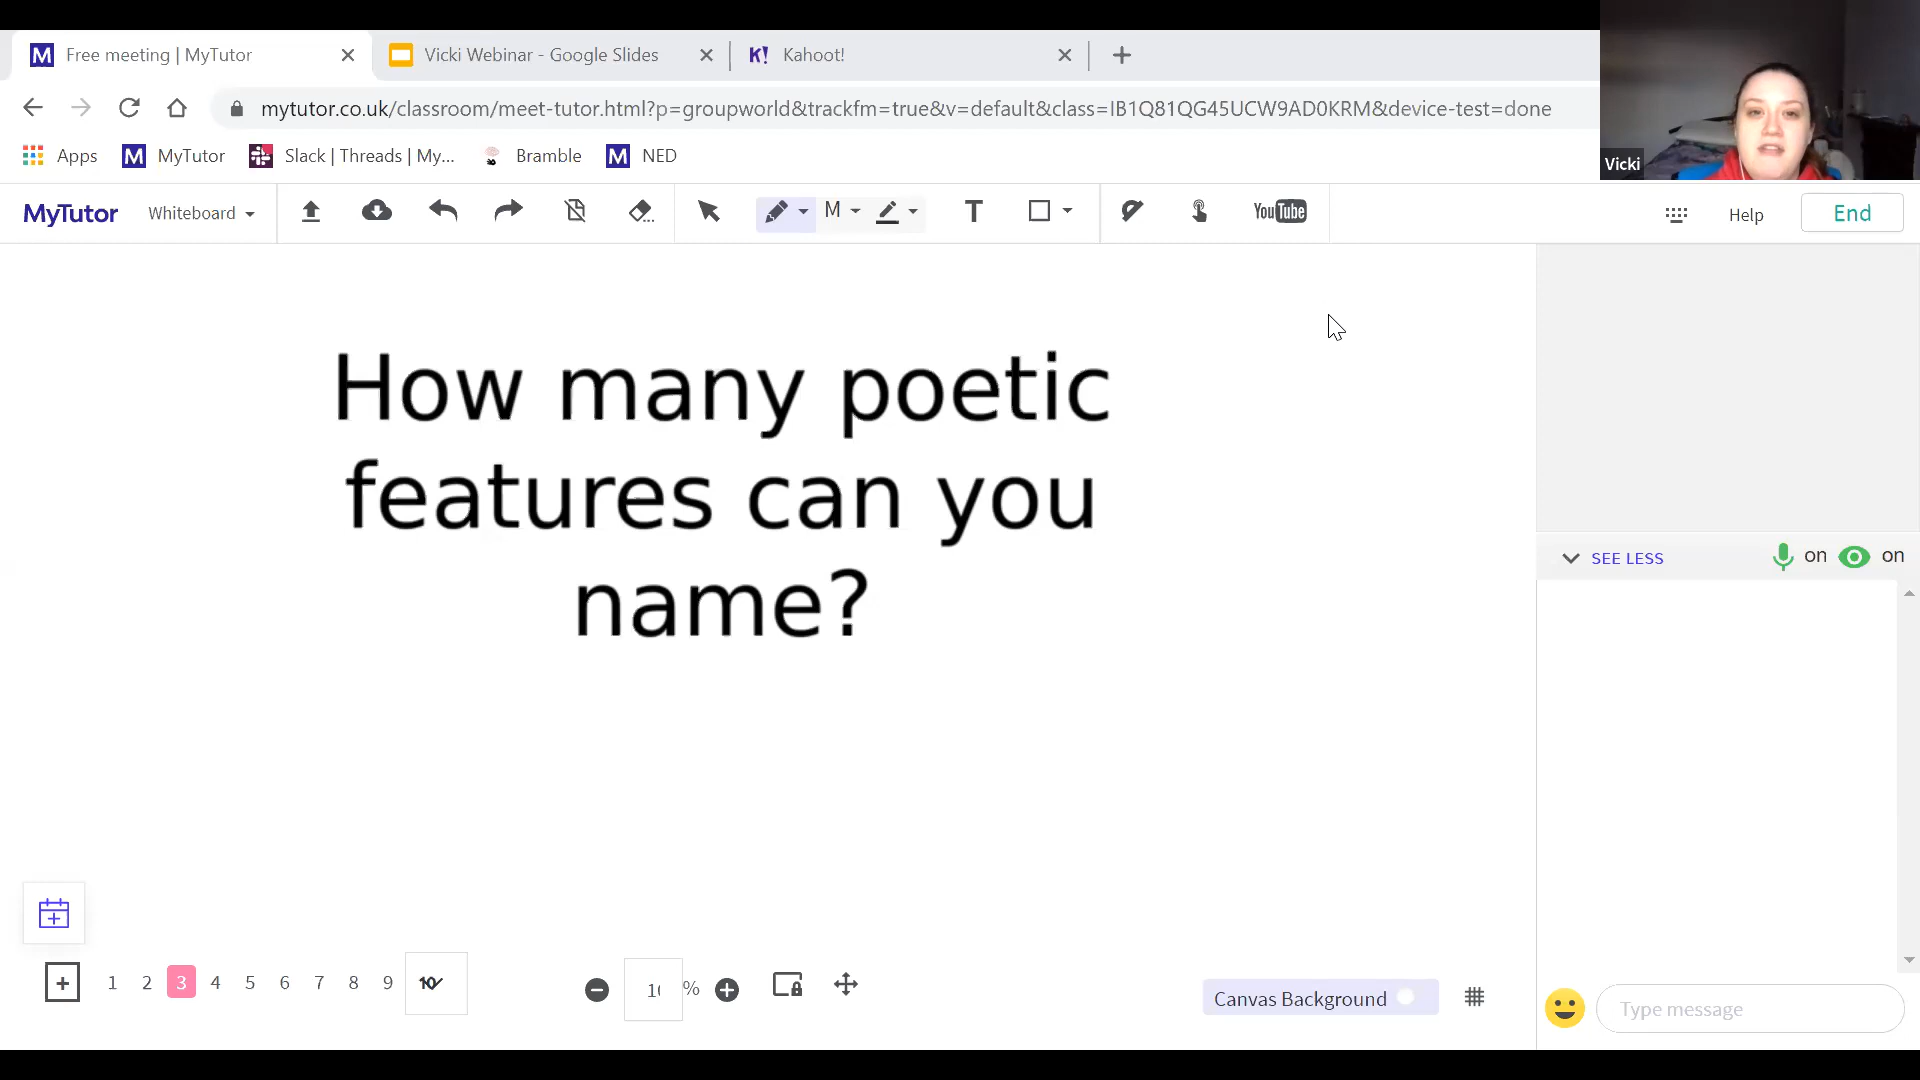 Free meeting | MyTutor
Vicki Webinar - Google Slides
K! Kahoot!
mytutor.co.uk/classroom/meet-tutor.html?p=groupworld&trackfm=true&v=default&class=IB1Q81QG45UCW9AD0KRM&device-test=done
Apps
M MyTutor
Slack | Threads | My...
Bramble
M NED
Vicki
MyTutor
Whiteboard
M
T
YouTube
Help
End
How many poetic
features can you
name?
SEE LESS
on
on
1 2 3 4 5 6 7 8 9 10
%
Canvas Background
Type message